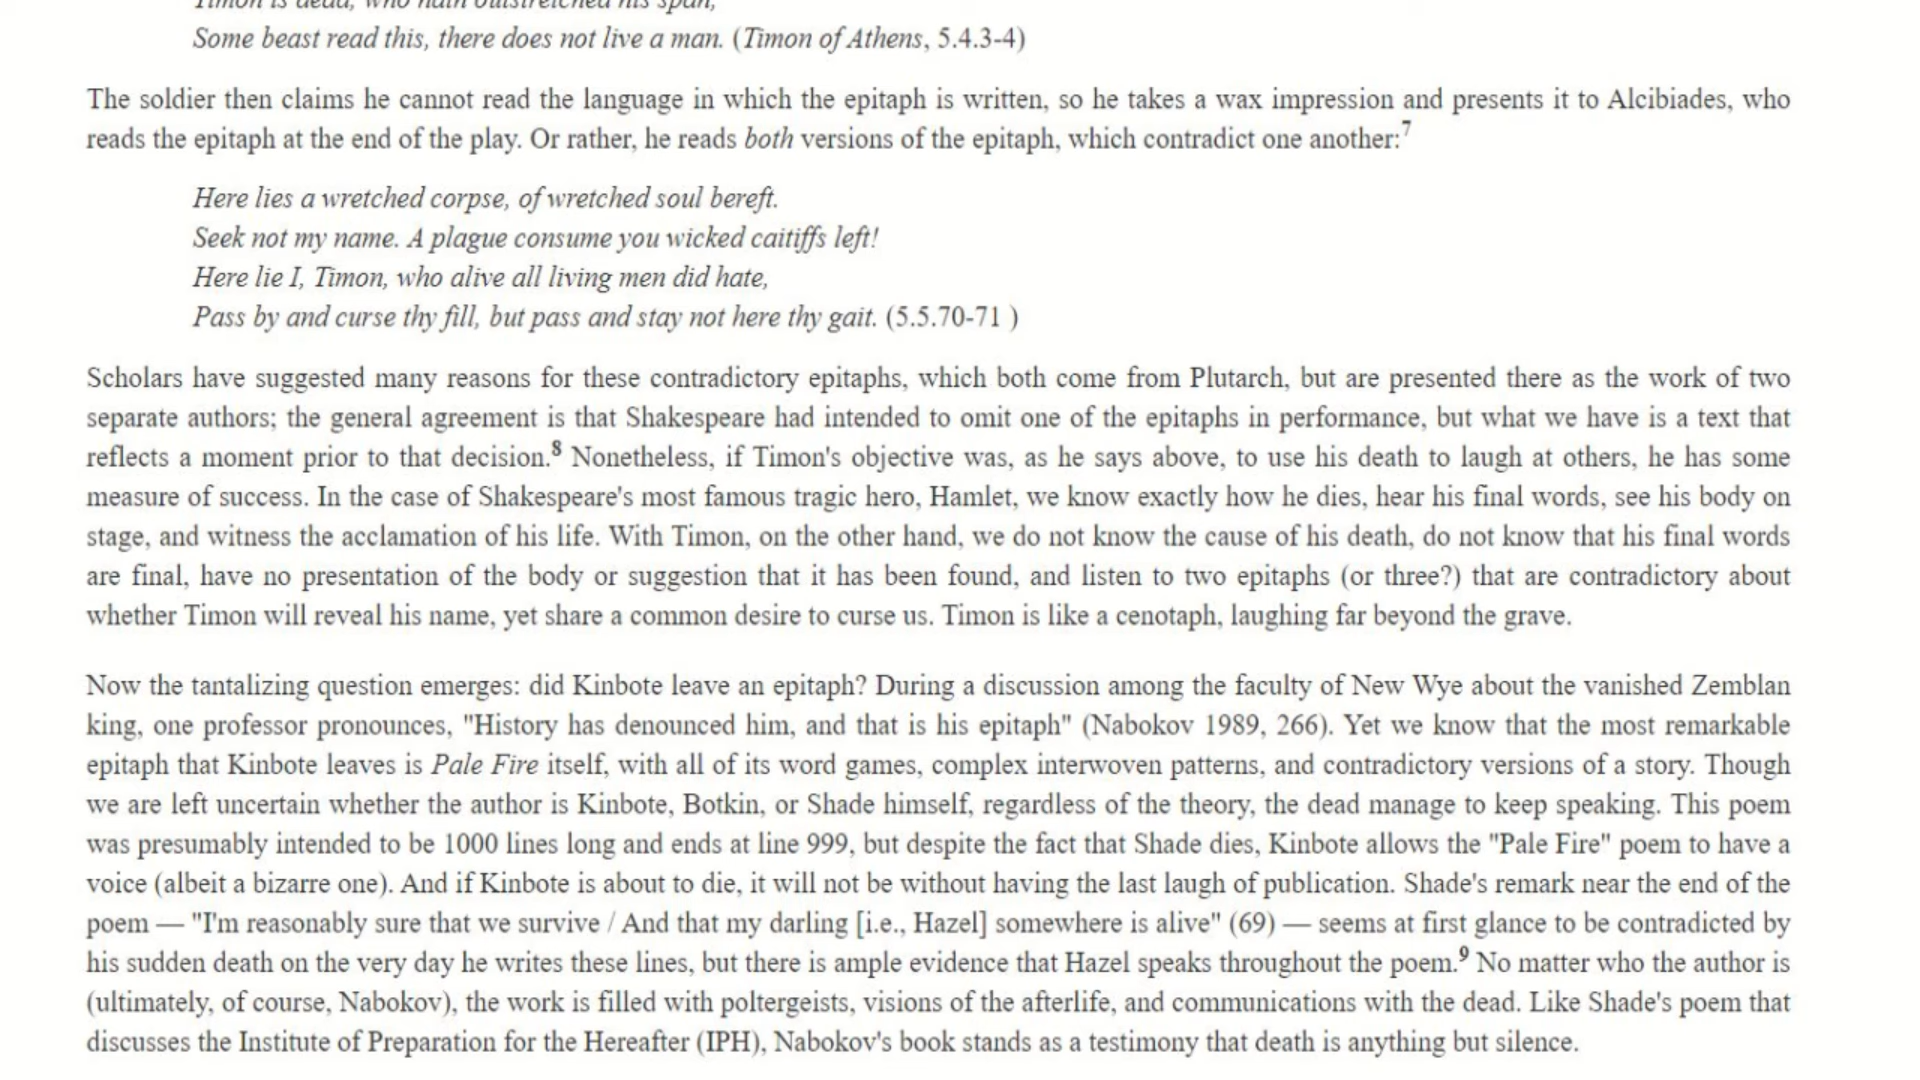 Timon is dead, who hath outstretched his span,
Some beast read this, there does not live a man. (Timon of Athens, 5.4.3-4)
The soldier then claims he cannot read the language in which the epitaph is written, so he takes a wax impression and presents it to Alcibiades, who
reads the epitaph at the end of the play. Or rather, he reads both versions of the epitaph, which contradict one another:7
Here lies a wretched corpse, of wretched soul bereft.
Seek not my name. A plague consume you wicked caitiffs left!
Here lie I, Timon, who alive all living men did hate,
Pass by and curse thy fill, but pass and stay not here thy gait. (5.5.70-71 )
Scholars have suggested many reasons for these contradictory epitaphs, which both come from Plutarch, but are presented there as the work of two
separate authors; the general agreement is that Shakespeare had intended to omit one of the epitaphs in performance, but what we have is a text that
reflects a moment prior to that decision.8 Nonetheless, if Timon's objective was, as he says above, to use his death to laugh at others, he has some
measure of success. In the case of Shakespeare's most famous tragic hero, Hamlet, we know exactly how he dies, hear his final words, see his body on
stage, and witness the acclamation of his life. With Timon, on the other hand, we do not know the cause of his death, do not know that his final words
are final, have no presentation of the body or suggestion that it has been found, and listen to two epitaphs (or three?) that are contradictory about
whether Timon will reveal his name, yet share a common desire to curse us. Timon is like a cenotaph, laughing far beyond the grave.
Now the tantalizing question emerges: did Kinbote leave an epitaph? During a discussion among the faculty of New Wye about the vanished Zemblan
king, one professor pronounces, "History has denounced him, and that is his epitaph" (Nabokov 1989, 266). Yet we know that the most remarkable
epitaph that Kinbote leaves is Pale Fire itself, with all of its word games, complex interwoven patterns, and contradictory versions of a story. Though
we are left uncertain whether the author is Kinbote, Botkin, or Shade himself, regardless of the theory, the dead manage to keep speaking. This poem
was presumably intended to be 1000 lines long and ends at line 999, but despite the fact that Shade dies, Kinbote allows the "Pale Fire" poem to have a
voice (albeit a bizarre one). And if Kinbote is about to die, it will not be without having the last laugh of publication. Shade's remark near the end of the
poem — "I'm reasonably sure that we survive / And that my darling [i.e., Hazel] somewhere is alive" (69) — seems at first glance to be contradicted by
his sudden death on the very day he writes these lines, but there is ample evidence that Hazel speaks throughout the poem.9 No matter who the author is
(ultimately, of course, Nabokov), the work is filled with poltergeists, visions of the afterlife, and communications with the dead. Like Shade's poem that
discusses the Institute of Preparation for the Hereafter (IPH), Nabokov's book stands as a testimony that death is anything but silence.